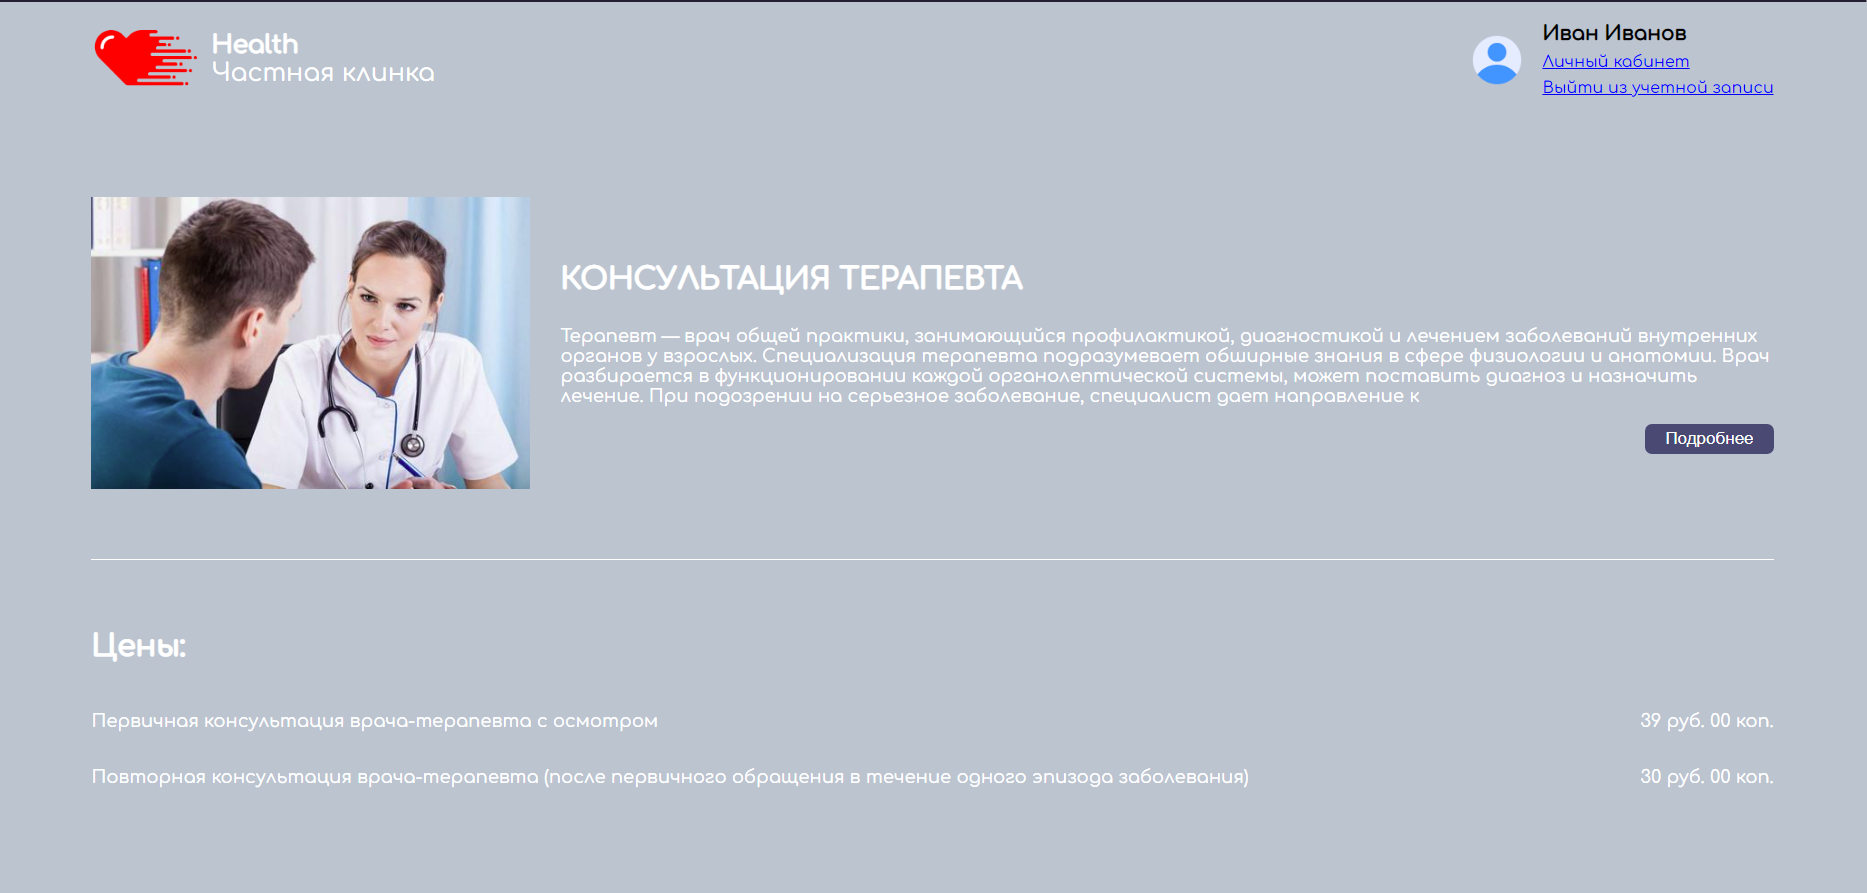 Health
Частная клинка
Иван Иванов
Личный кабинет
Выйти из учетной записи
КОНСУЛЬТАЦИЯ ТЕРАПЕВТА
Терапевт — врач общей практики, занимающийся профилактикой, диагностикой и лечением заболеваний внутренних
органов у взрослых. Специализация терапевта подразумевает обширные знания в сфере физиологии и анатомии. Врач
разбирается в функционировании каждой органолептической системы, может поставить диагноз и назначить
лечение. При подозрении на серьезное заболевание, специалист дает направление к
Подробнее
Цены:
Первичная консультация врача-терапевта с осмотром 39 руб. 00 коп.
Повторная консультация врача-терапевта (после первичного обращения в течение одного эпизода заболевания) 30 руб. 00 коп.